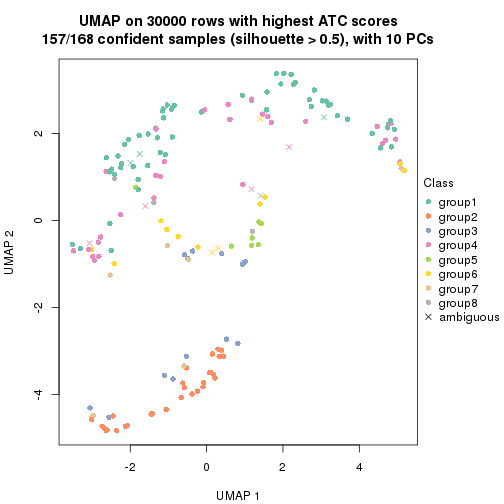 UMAP on 30000 rows with highest ATC scores
157/168 confident samples (silhouette > 0.5), with 10 PCs
2
0
-2
-4
UMAP 2
-2
0
2
4
UMAP 1
Class
group1
group2
group3
group4
group5
group6
group7
group8
ambiguous